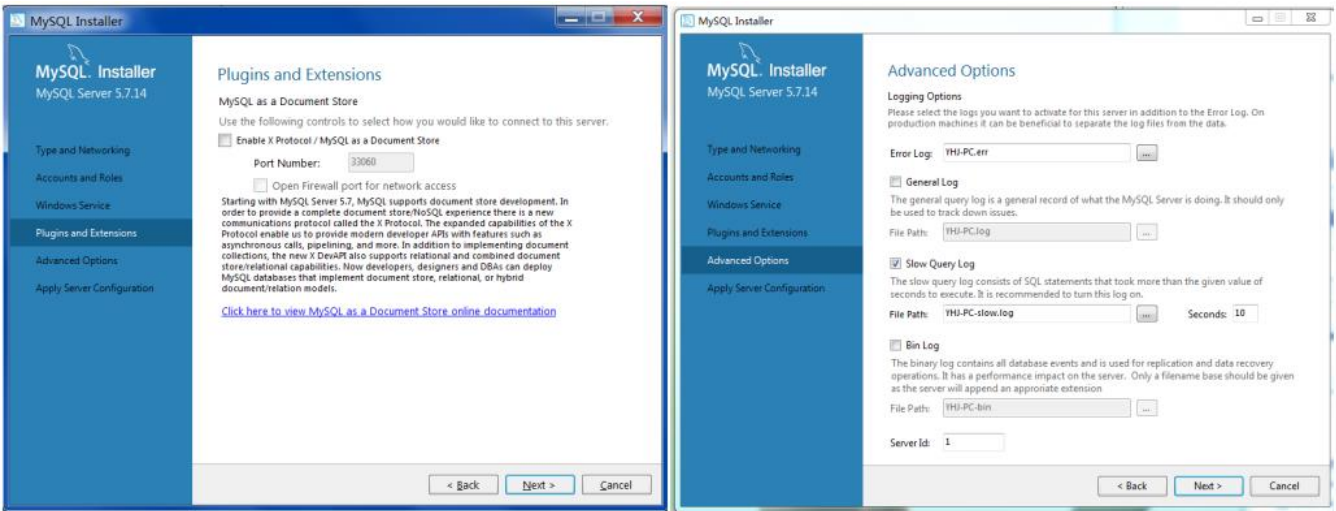 MySQL Installer
MySQL. Installer
MySQL Server 5.7.14
Type and Networking
Accounts and Roles
Windows Service
Plugins and Extensions
Advanced Options
Apply Server Configuration
Plugins and Extensions
MySQL as a Document Store
Use the following controls to select how you would like to connect to this server.
Enable X Protocol / MySQL as a Document Store
Port Number: 33060
Open Firewall port for network access
Starting with MySQL Server 5.7, MySQL supports document store development. In
order to provide a complete document store/NoSQL experience there is a new
communications protocol called the X Protocol. The expanded capabilities of the X
Protocol enable us to provide modern developer APIs with features such as
asynchronous calls, pipelining, and more. In addition to implementing document
collections, the new X DevAPI also supports relational and combined document
store/relational capabilities. Now developers, designers and DBAs can deploy
MySQL databases that implement document store, relational, or hybrid
document/relation models.
Click here to view MySQL as a Document Store online documentation
< Back Next > Cancel
MySQL Installer
MySQL. Installer
MySQL Server 5.7.14
Type and Networking
Accounts and Roles
Windows Service
Plugins and Extensions
Advanced Options
Apply Server Configuration
Advanced Options
Logging Options
Please select the logs you want to activate for this server in addition to the Error Log. On
production machines it can be beneficial to separate the log files from the data.
Error Log: YHJ-PC.err ...
General Log
The general query log is a general record of what the MySQL Server is doing. It should only
be used to track down issues.
File Path: YHJ-PC.log ...
Slow Query Log
The slow query log consists of SQL statements that took more than the given value of
seconds to execute. It is recommended to turn this log on.
File Path: YHJ-PC-slow.log ... Seconds: 10
Bin Log
The binary log contains all database events and is used for replication and data recovery
operations. It has a performance impact on the server. Only a filename base should be given
as the server will append an approriate extension
File Path: YHJ-PC-bin ...
Server Id: 1
< Back Next > Cancel